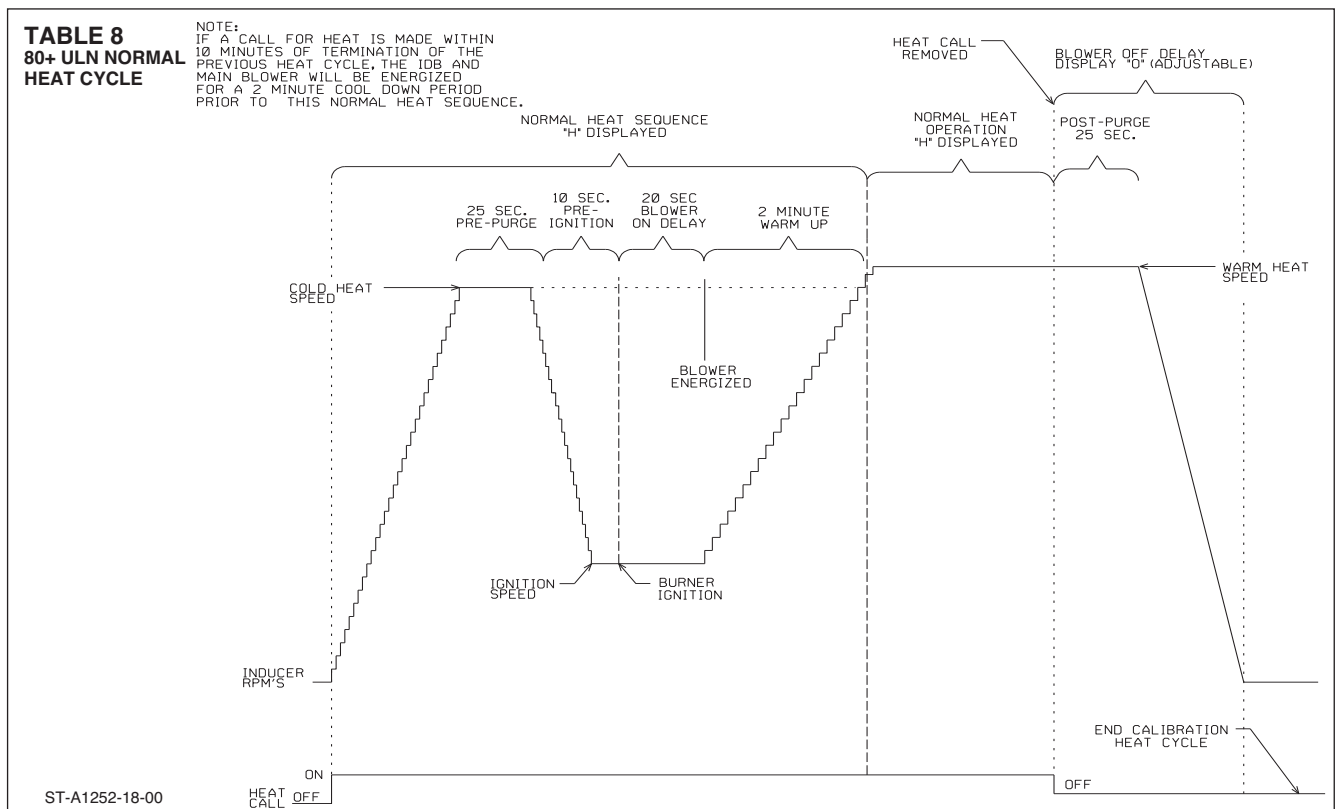 TABLE 8
80+ ULN NORMAL
HEAT CYCLE
NOTE:
IF A CALL FOR HEAT IS MADE WITHIN
10 MINUTES OF TERMINATION OF THE
PREVIOUS HEAT CYCLE, THE IDB AND
MAIN BLOWER WILL BE ENERGIZED
FOR A 2 MINUTE COOL DOWN PERIOD
PRIOR TO THIS NORMAL HEAT SEQUENCE.
HEAT CALL
REMOVED
BLOWER OFF DELAY
DISPLAY "0" (ADJUSTABLE)
NORMAL HEAT SEQUENCE
"H" DISPLAYED
NORMAL HEAT
OPERATION
"H" DISPLAYED
POST-PURGE
25 SEC.
25 SEC.
PRE-PURGE
10 SEC.
PRE-
IGNITION
20 SEC
BLOWER
ON DELAY
2 MINUTE
WARM UP
COLD HEAT
SPEED
WARM HEAT
SPEED
BLOWER
ENERGIZED
IGNITION
SPEED
BURNER
IGNITION
INDUCER
RPM'S
END CALIBRATION
HEAT CYCLE
ON
HEAT
CALL
OFF
OFF
ST-A1252-18-00